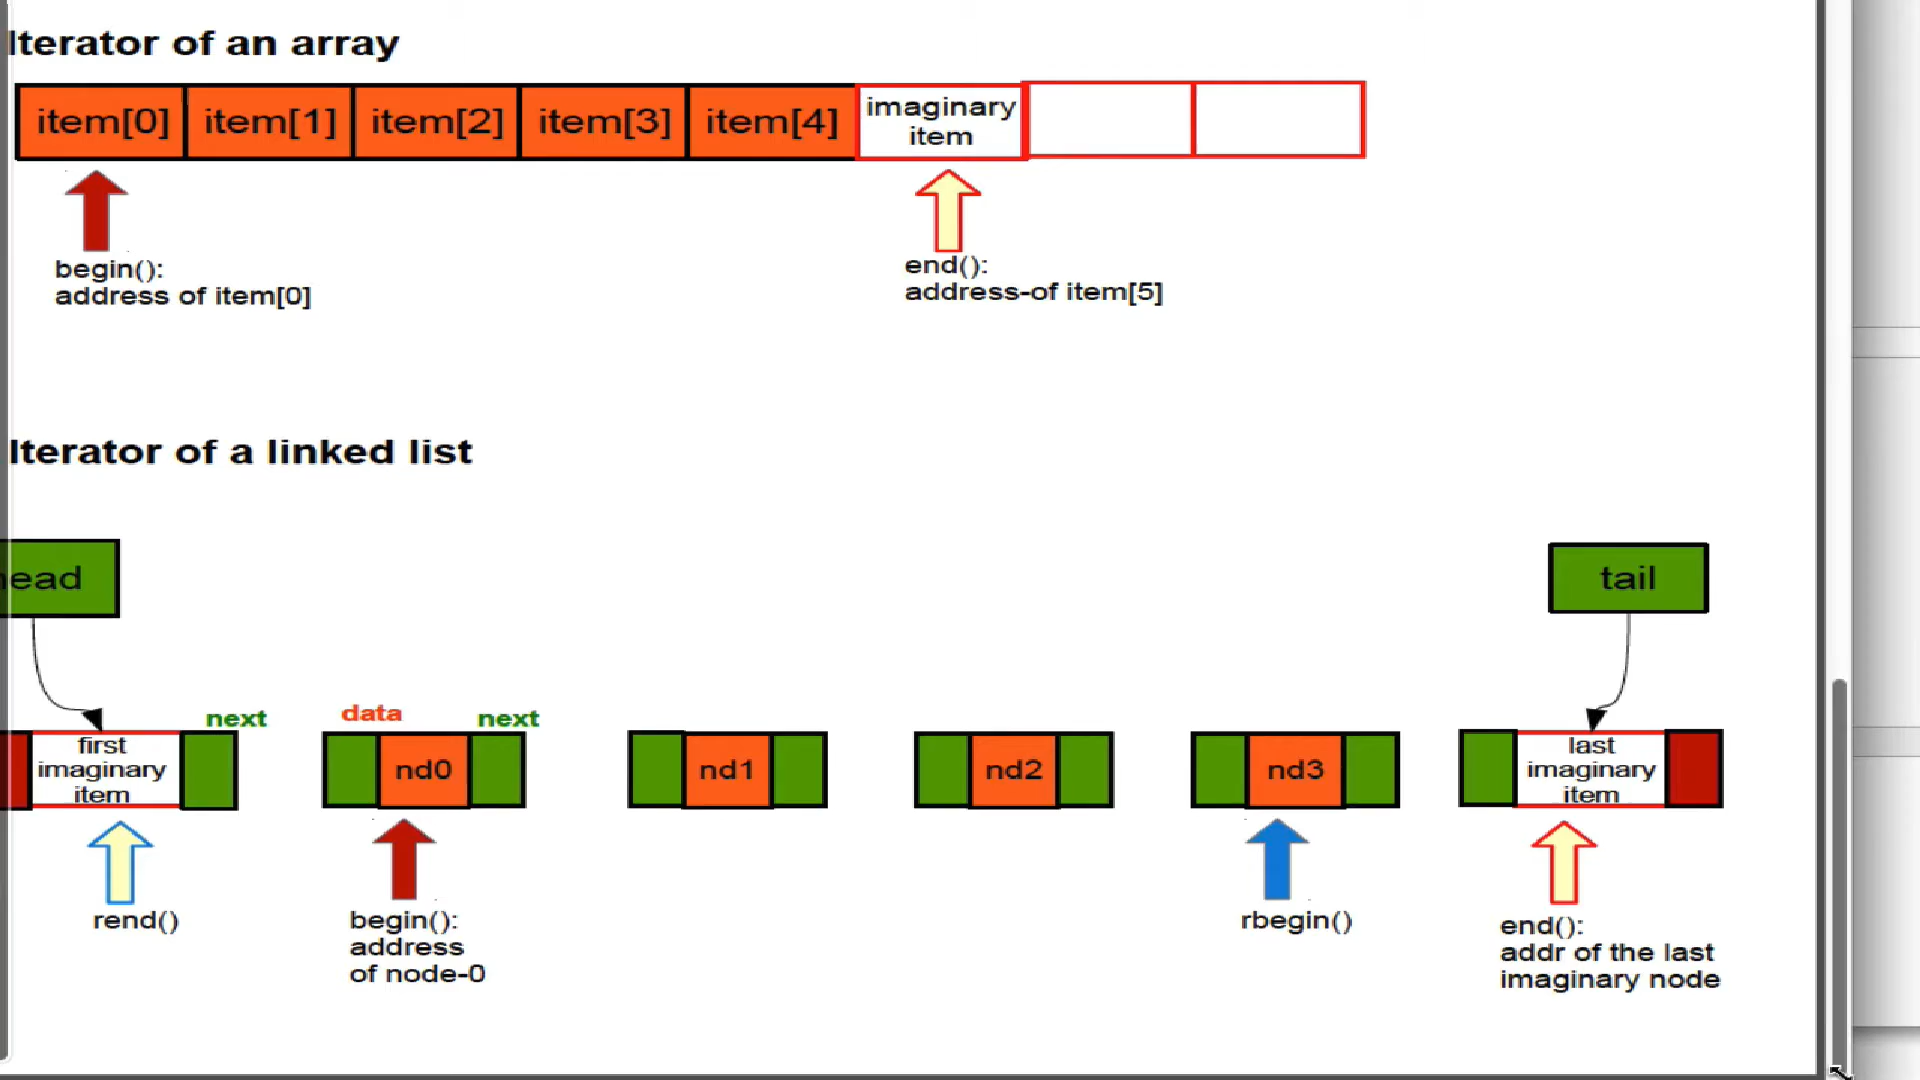 Iterator of an array
item[0] item[1] item[2] item[3] item[4] imaginary
item
begin():
address of item[0]
end():
address-of item[5]
Iterator of a linked list
head
tail
next
data
next
first
imaginary
item
nd0
nd1
nd2
nd3
last
imaginary
item
rend()
begin():
address
of node-0
rbegin()
end():
addr of the last
imaginary node